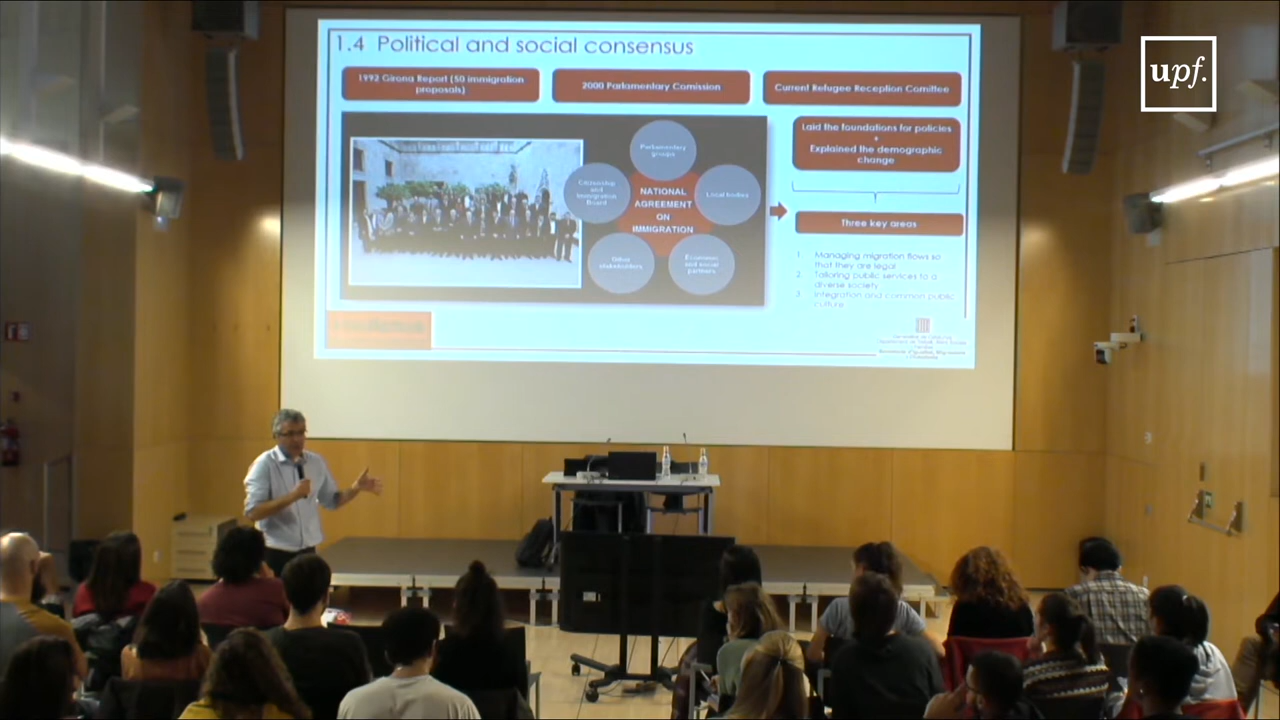 1.4 Political and social consensus
upf.
1992 Girona Report (50 immigration
proposals)
2000 Parliamentary Comission
Current Refugee Reception Comittee
Parliamentary
groups
Citizenship
and
Immigration
Board
Local bodies
NATIONAL
AGREEMENT
ON
IMMIGRATION
Other
stakeholders
Economic
and social
partners
Laid the foundations for policies
+
Explained the demographic
change
Three key areas
1 Managing migration flows so
that they are legal
2 Tailoring public services to a
diverse society
3 Integration and common public
culture
Generalitat de Catalunya